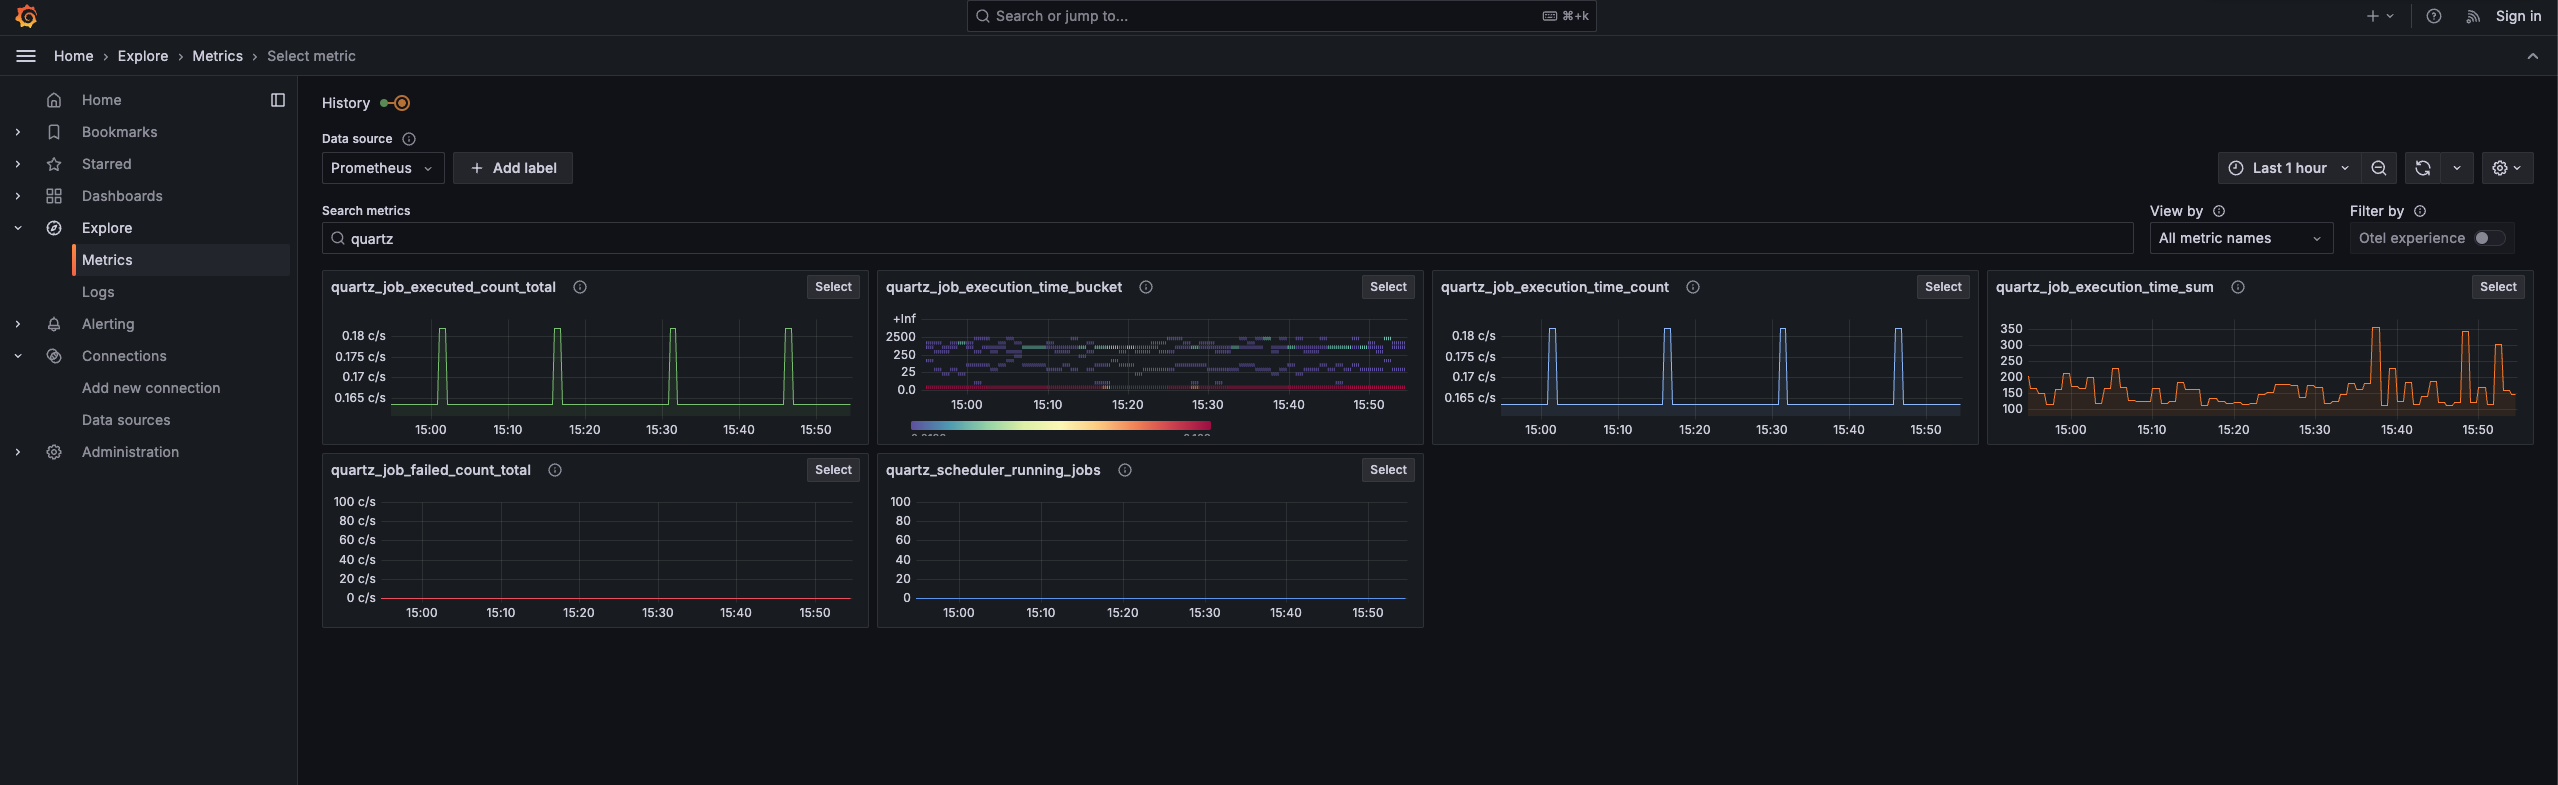 Search or jump to... ⌘+k
Sign in
Home › Explore › Metrics › Select metric
Home
Bookmarks
Starred
Dashboards
Explore
Metrics
Logs
Alerting
Connections
Add new connection
Data sources
Administration
History
Data source
Prometheus
+ Add label
Last 1 hour
Search metrics
quartz
View by
All metric names
Filter by
Otel experience
quartz_job_executed_count_total
Select
0.18 c/s
0.175 c/s
0.17 c/s
0.165 c/s
15:00 15:10 15:20 15:30 15:40 15:50
quartz_job_execution_time_bucket
Select
+Inf
2500
250
25
0.0
15:00 15:10 15:20 15:30 15:40 15:50
quartz_job_execution_time_count
Select
0.18 c/s
0.175 c/s
0.17 c/s
0.165 c/s
15:00 15:10 15:20 15:30 15:40 15:50
quartz_job_execution_time_sum
Select
350
300
250
200
150
100
15:00 15:10 15:20 15:30 15:40 15:50
quartz_job_failed_count_total
Select
100 c/s
80 c/s
60 c/s
40 c/s
20 c/s
0 c/s
15:00 15:10 15:20 15:30 15:40 15:50
quartz_scheduler_running_jobs
Select
100
80
60
40
20
0
15:00 15:10 15:20 15:30 15:40 15:50